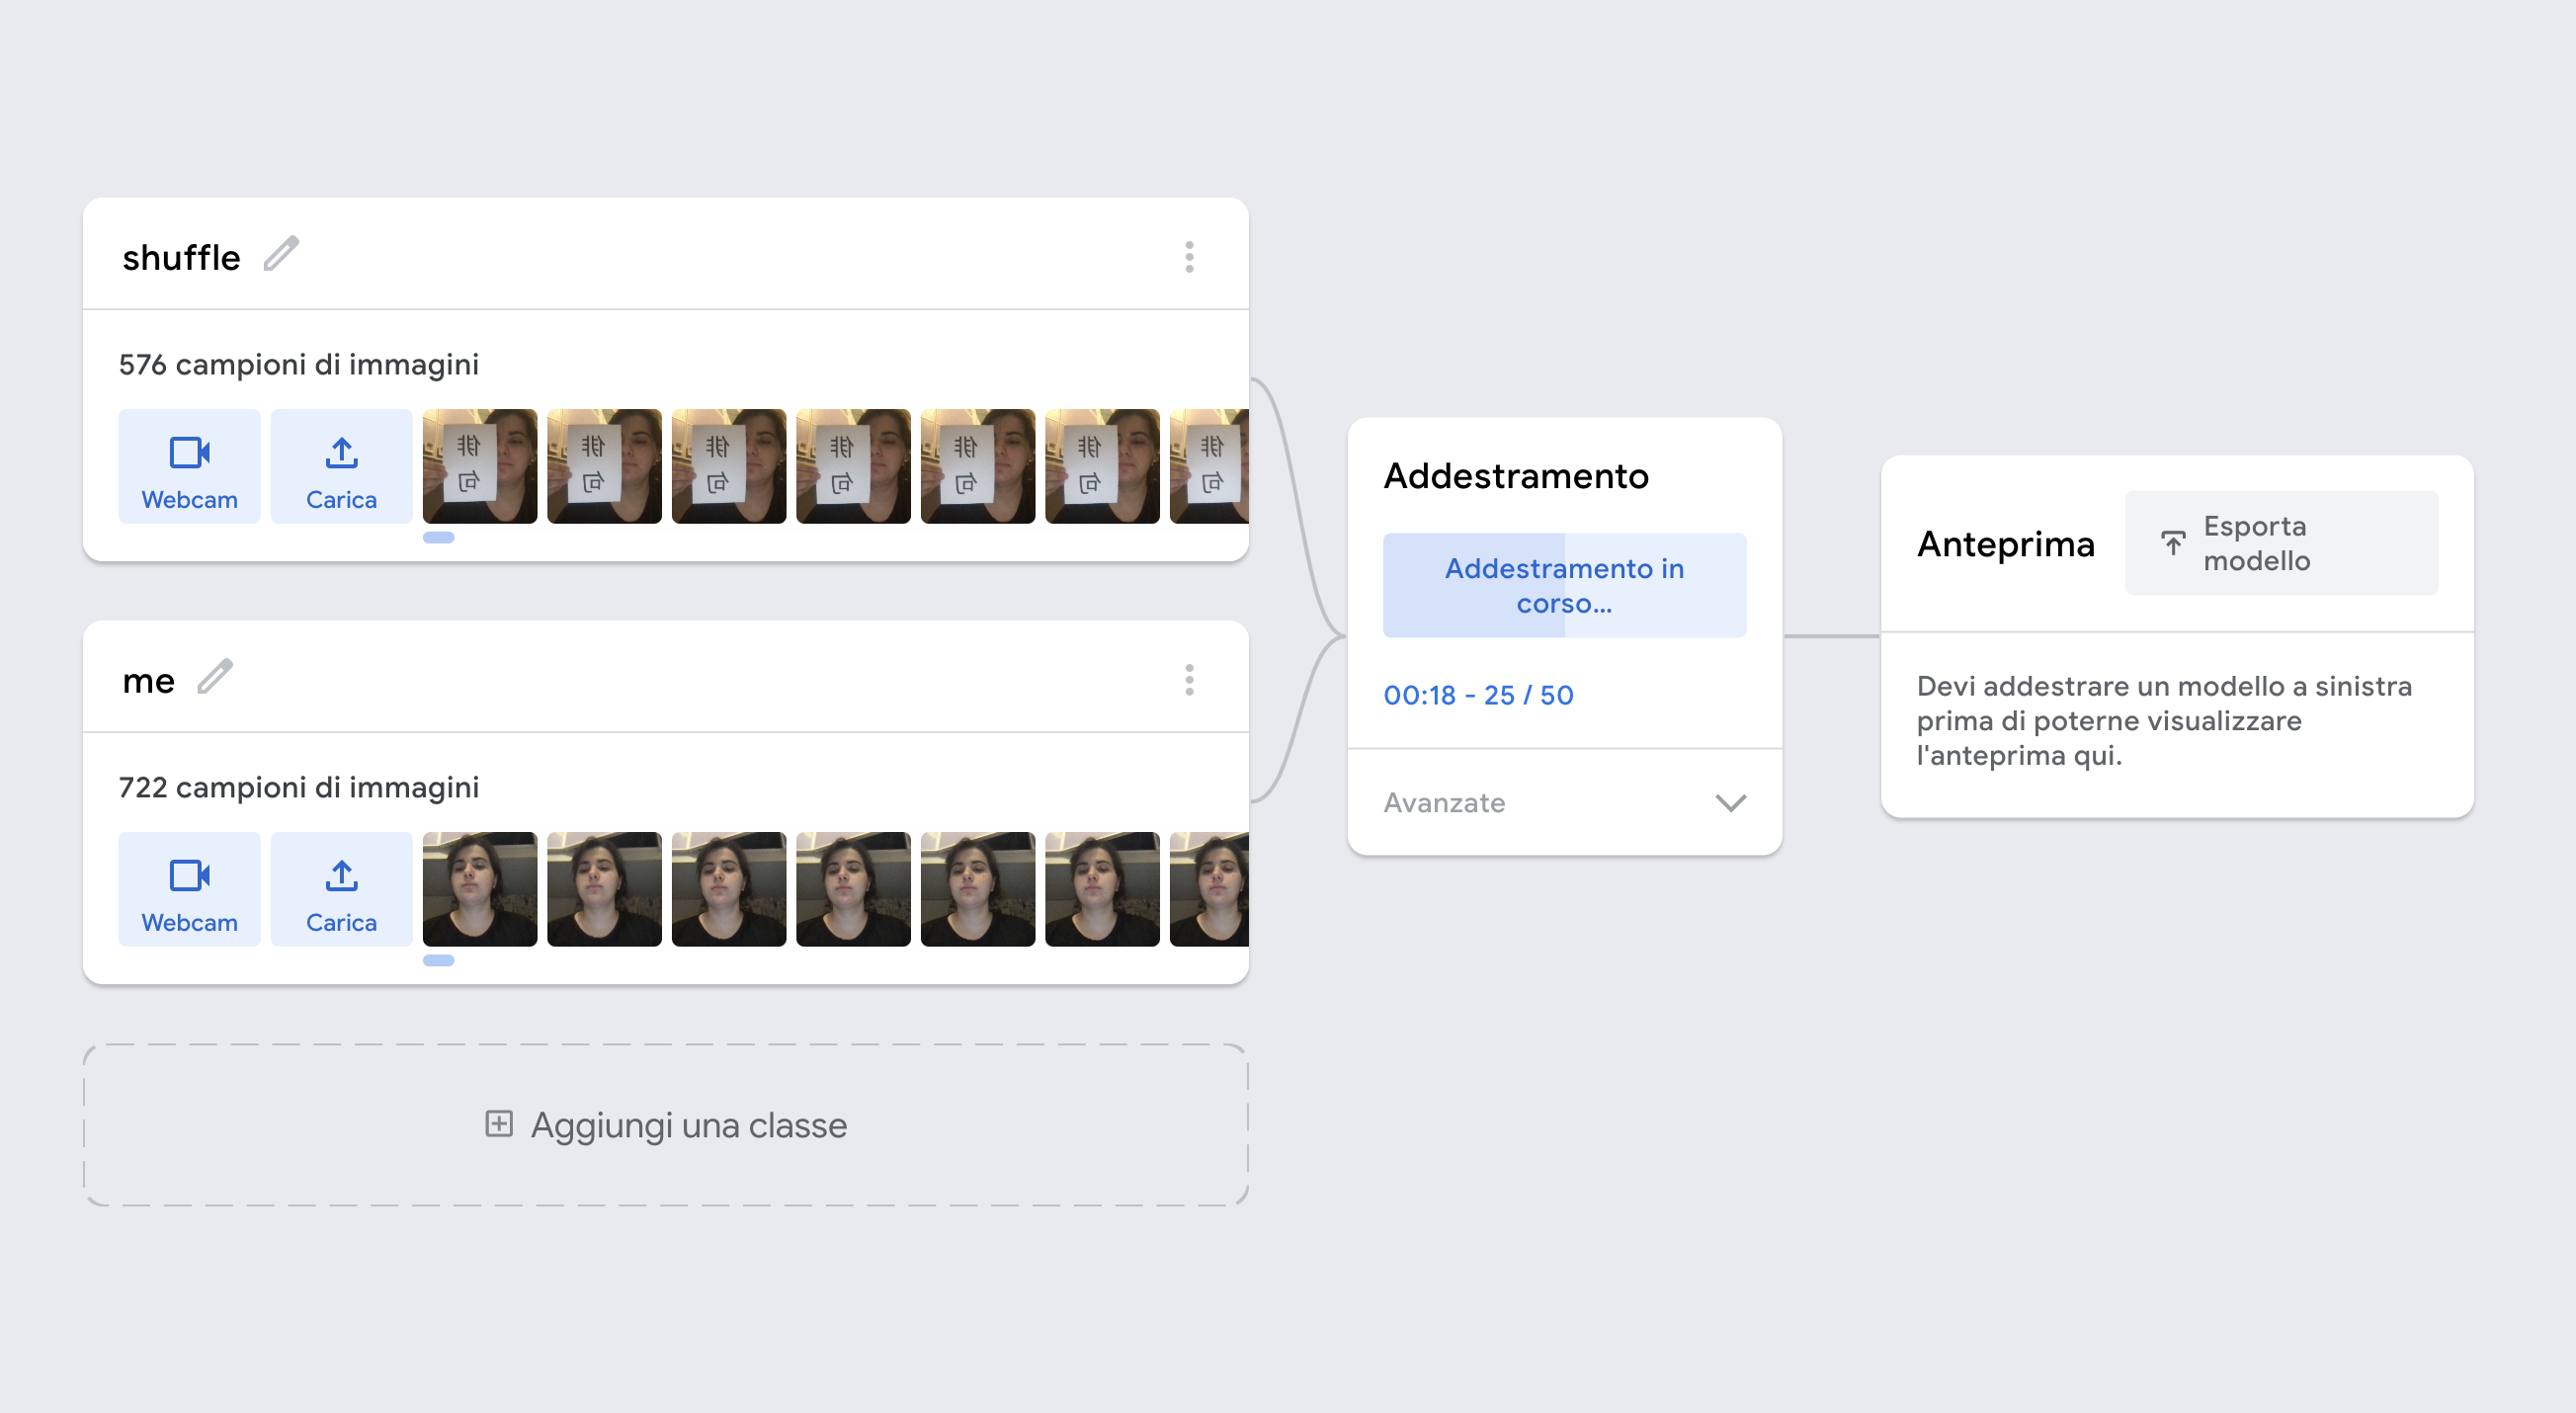 shuffle
576 campioni di immagini
Webcam
Carica
me
722 campioni di immagini
Webcam
Carica
Aggiungi una classe
Addestramento
Addestramento in
corso...
00:18 - 25 / 50
Avanzate
Anteprima
Esporta
modello
Devi addestrare un modello a sinistra
prima di poterne visualizzare
l'anteprima qui.